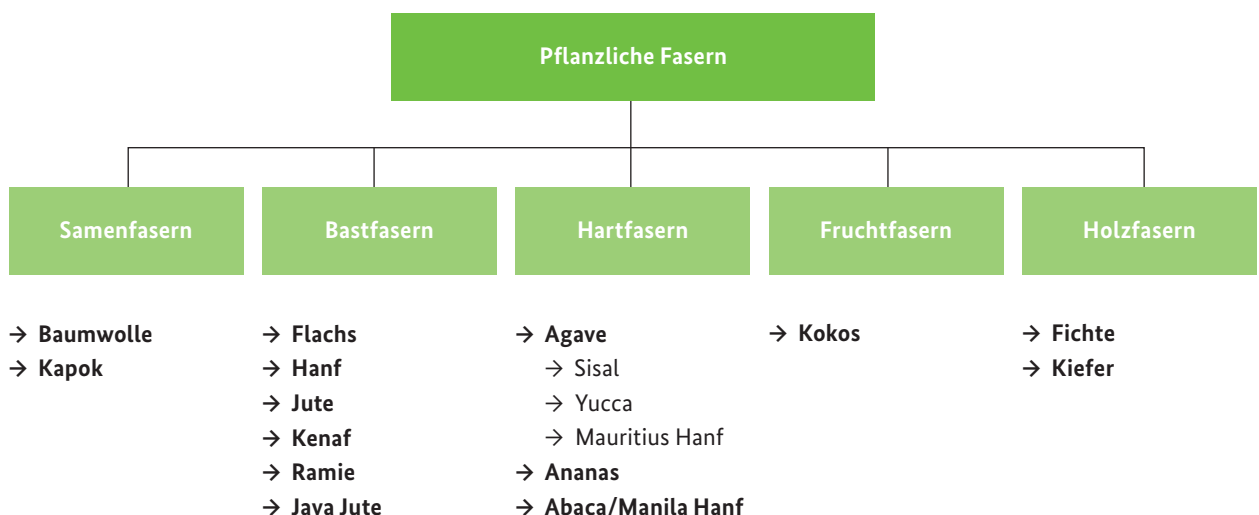 Pflanzliche Fasern
Samenfasern
→ Baumwolle
→ Kapok
Bastfasern
→ Flachs
→ Hanf
→ Jute
→ Kenaf
→ Ramie
→ Java Jute
Hartfasern
→ Agave
→ Sisal
→ Yucca
→ Mauritius Hanf
→ Ananas
→ Abaca/Manila Hanf
Fruchtfasern
→ Kokos
Holzfasern
→ Fichte
→ Kiefer